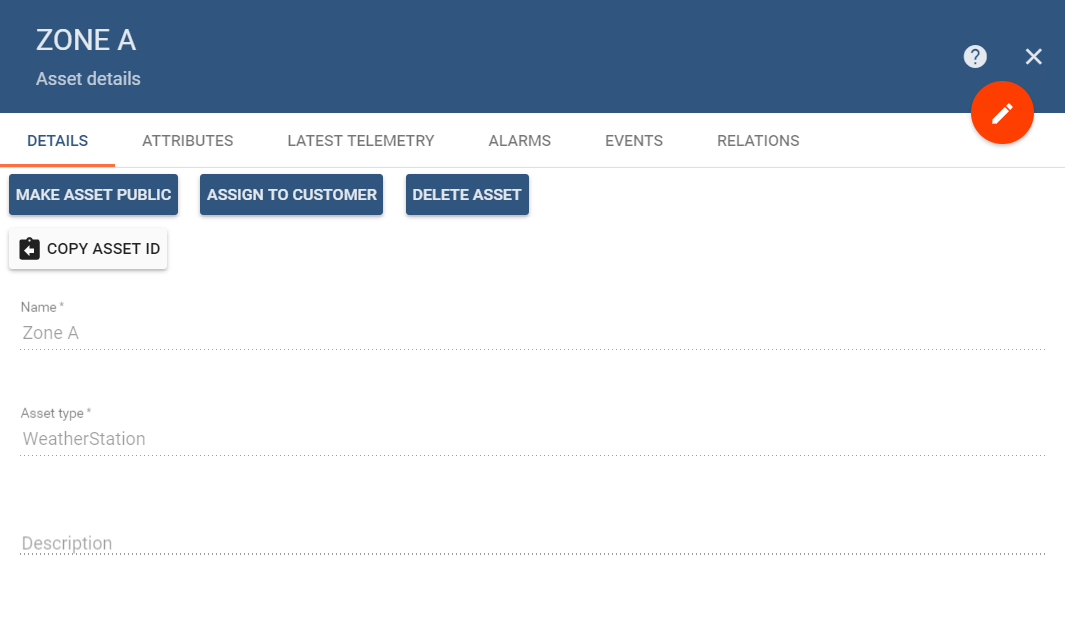 ZONE A
Asset details
DETAILS ATTRIBUTES LATEST TELEMETRY ALARMS EVENTS RELATIONS
MAKE ASSET PUBLIC ASSIGN TO CUSTOMER DELETE ASSET
COPY ASSET ID
Name *
Zone A
Asset type *
WeatherStation
Description